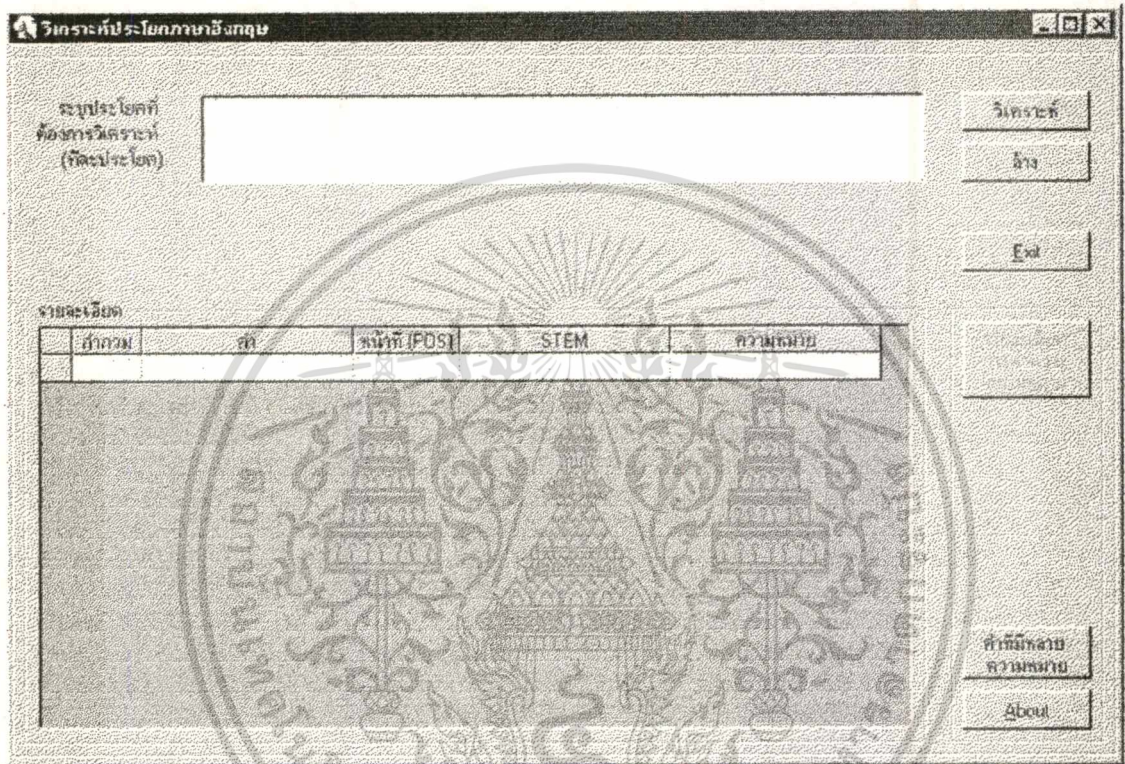 วิเคราะห์ประโยคภาษาอังกฤษ
ระบุประโยคที่
ต้องการวิเคราะห์
(ทีละประโยค)
วิเคราะห์
ล้าง
Exit
รายละเอียด
กำกวม คำ หน้าที่ (POS) STEM ความหมาย
คำที่มีหลาย
ความหมาย
About